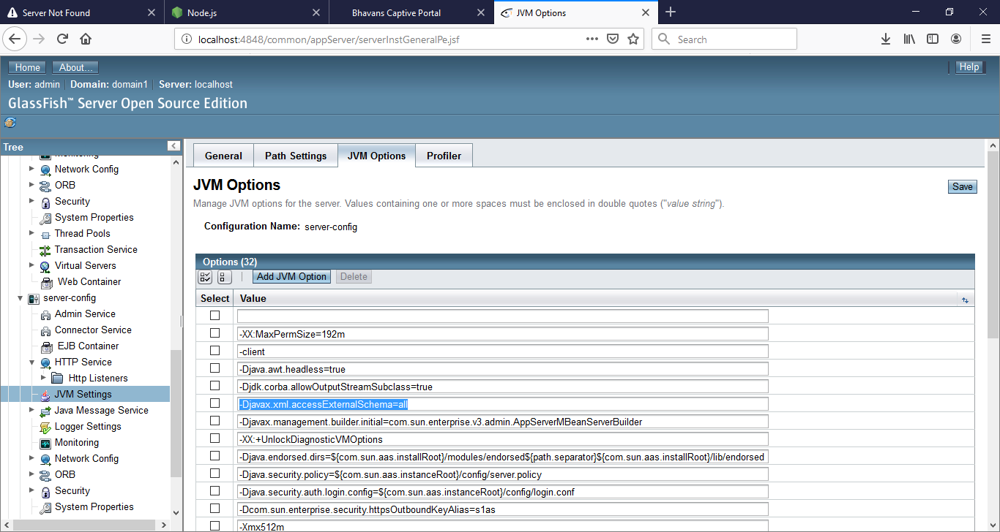 Server Not Found
Node.js
Bhavans Captive Portal
JVM Options
localhost:4848/common/appServer/serverInstGeneralPe.jsf
Search
Home
About...
Help
User: admin Domain: domain1 Server: localhost
GlassFish™ Server Open Source Edition
Tree
Monitoring
Network Config
ORB
Security
System Properties
Thread Pools
Transaction Service
Virtual Servers
Web Container
server-config
Admin Service
Connector Service
EJB Container
HTTP Service
Http Listeners
JVM Settings
Java Message Service
Logger Settings
Monitoring
Network Config
ORB
Security
System Properties
General
Path Settings
JVM Options
Profiler
JVM Options
Save
Manage JVM options for the server. Values containing one or more spaces must be enclosed in double quotes ("value string").
Configuration Name: server-config
Options (32)
Add JVM Option
Delete
Select
Value
-XX:MaxPermSize=192m
-client
-Djava.awt.headless=true
-Djdk.corba.allowOutputStreamSubclass=true
-Djavax.xml.accessExternalSchema=all
-Djavax.management.builder.initial=com.sun.enterprise.v3.admin.AppServerMBeanServerBuilder
-XX:+UnlockDiagnosticVMOptions
-Djava.endorsed.dirs=${com.sun.aas.installRoot}/modules/endorsed${path.separator}${com.sun.aas.installRoot}/lib/endorsed
-Djava.security.policy=${com.sun.aas.instanceRoot}/config/server.policy
-Djava.security.auth.login.config=${com.sun.aas.instanceRoot}/config/login.conf
-Dcom.sun.enterprise.security.httpsOutboundKeyAlias=s1as
-Xmx512m